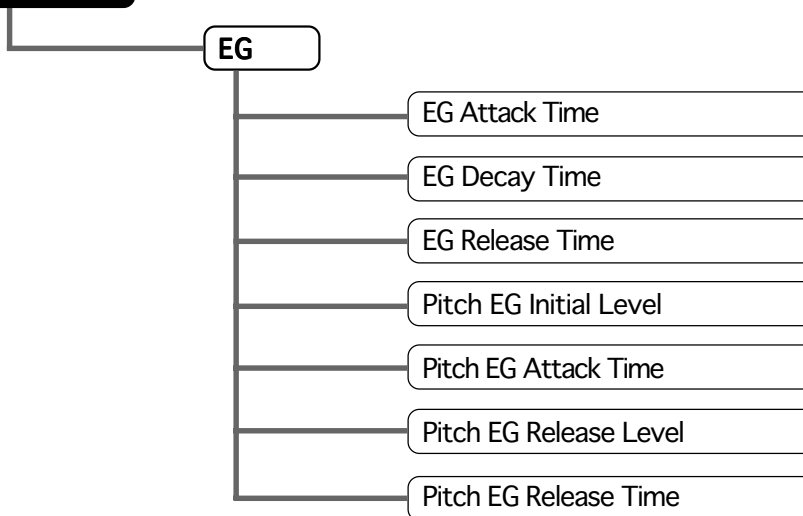 EG
EG Attack Time
EG Decay Time
EG Release Time
Pitch EG Initial Level
Pitch EG Attack Time
Pitch EG Release Level
Pitch EG Release Time